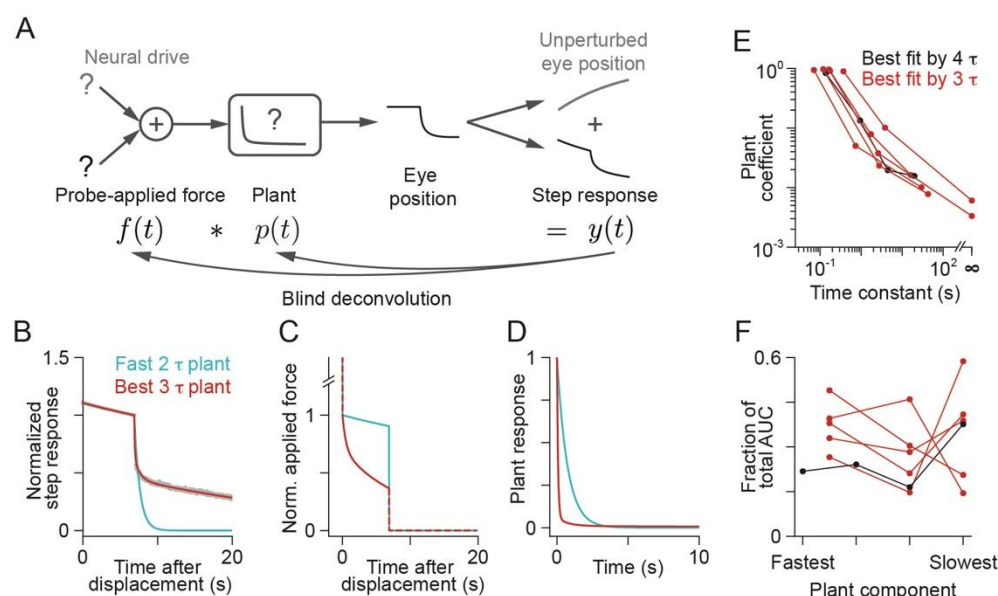 A
Neural drive
?
?
+
?
Unperturbed
eye position
+
Probe-applied force
Plant
Eye
position
Step response
f(t) * p(t) = y(t)
Blind deconvolution
E
Best fit by 4 τ
Best fit by 3 τ
Plant
coefficient
10^0
10^-3
10^-1
10^2
∞
Time constant (s)
B
Fast 2 τ plant
Best 3 τ plant
Normalized
step response
1.5
0
0
20
Time after
displacement (s)
C
Norm. applied force
1
0
0
20
Time after
displacement (s)
D
Plant response
1
0
0
10
Time (s)
F
Fraction of
total AUC
0.6
0
Fastest
Slowest
Plant component